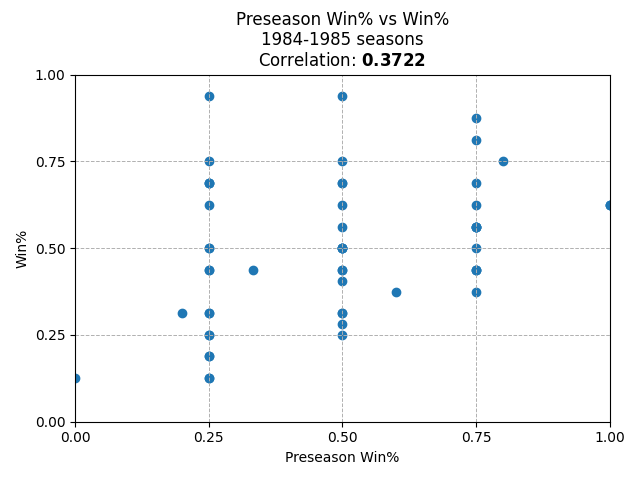 Preseason Win% vs Win%
1984-1985 seasons
Correlation: 0.3722
1.00
0.75
0.50
0.25
0.00
Win%
0.00 0.25 0.50 0.75 1.00
Preseason Win%